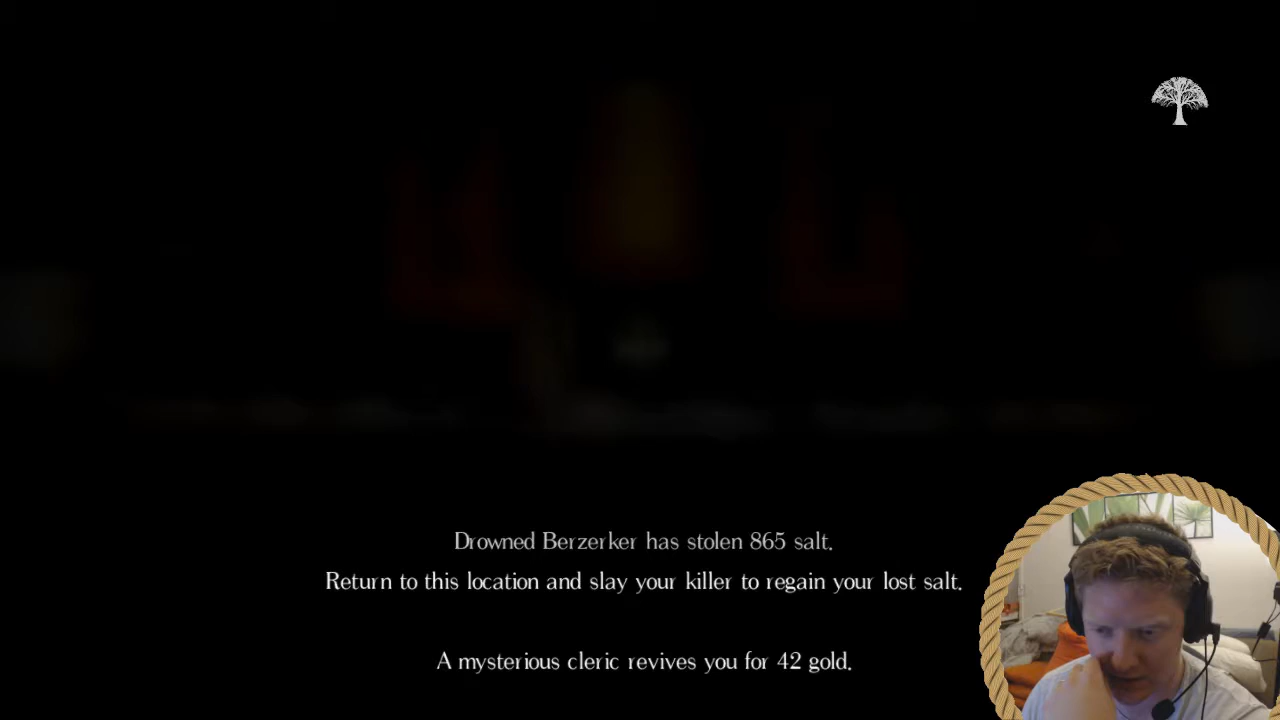 Drowned Berzerker has stolen 865 salt.
Return to this location and slay your killer to regain your lost salt.
A mysterious cleric revives you for 42 gold.